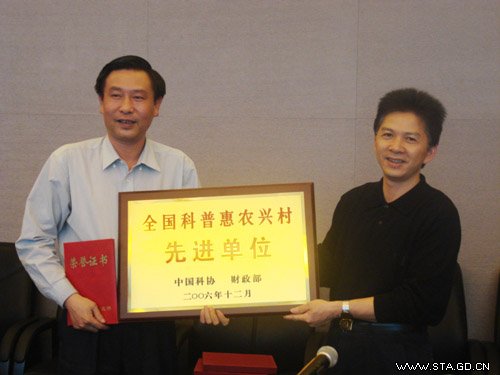 全国科普惠农兴村
先进单位
中国科协 财政部
二〇〇六年十二月
荣誉证书
WWW.STA.GD.CN